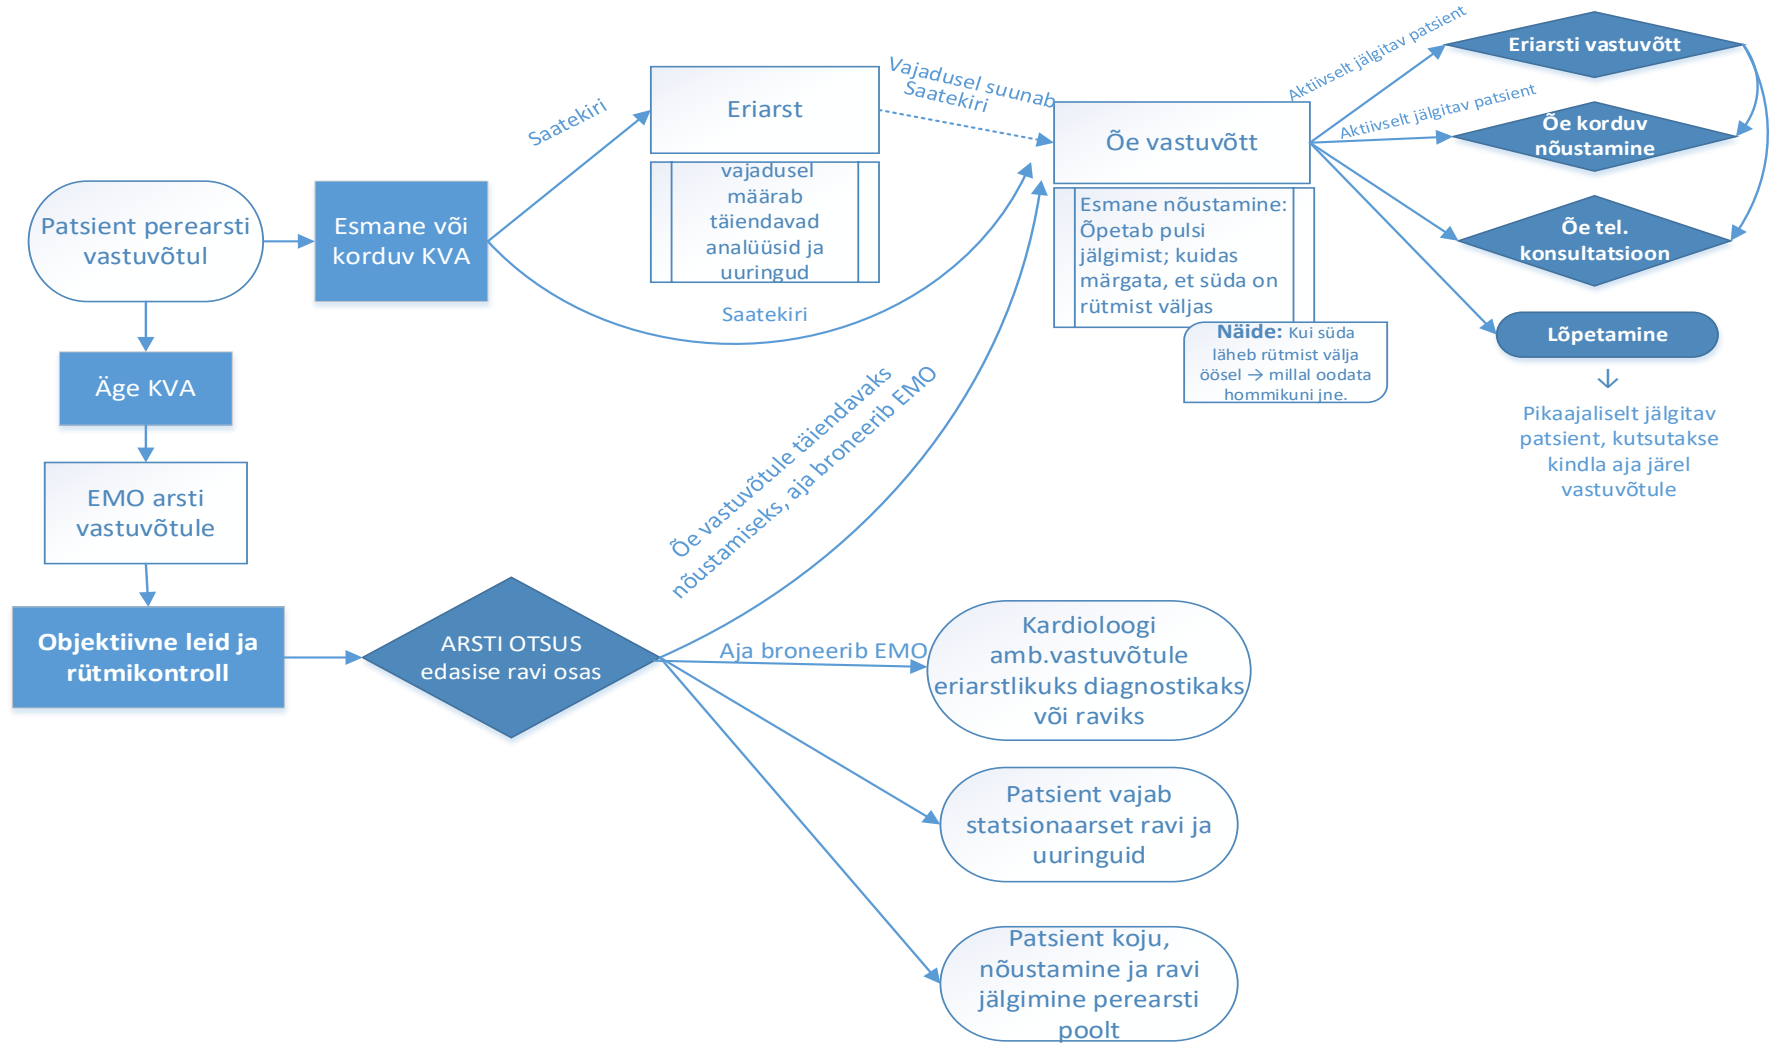 Patsient perearsti
vastuvõtul
Esmane või
korduv KVA
Äge KVA
EMO arsti
vastuvõtule
Objektiivne leid ja
rütmikontroll
ARSTI OTSUS
edasise ravi osas
Saatekiri
Eriarst
vajadusel
määrab
täiendavad
analüüsid ja
uuringud
Saatekiri
Vajadusel suunab
Saatekiri
Õe vastuvõtt
Esmane nõustamine:
Õpetab pulsi
jälgimist; kuidas
märgata, et süda on
rütmist väljas
Näide: Kui süda
läheb rütmist välja
öösel → millal oodata
hommikuni jne.
Aktiivselt jälgitav patsient
Eriarsti vastuvõtt
Aktiivselt jälgitav patsient
Õe korduv
nõustamine
Õe tel.
konsultatsioon
Lõpetamine
↓
Pikaajaliselt jälgitav
patsient, kutsutakse
kindla aja järel
vastuvõtule
Õe vastuvõtule täiendavaks
nõustamiseks, aja broneerib EMO
Aja broneerib EMO
Kardioloogi
amb.vastuvõtule
eriarstlikuks diagnostikaks
või raviks
Patsient vajab
statsionaarset ravi ja
uuringuid
Patsient koju,
nõustamine ja ravi
jälgimine perearsti
poolt